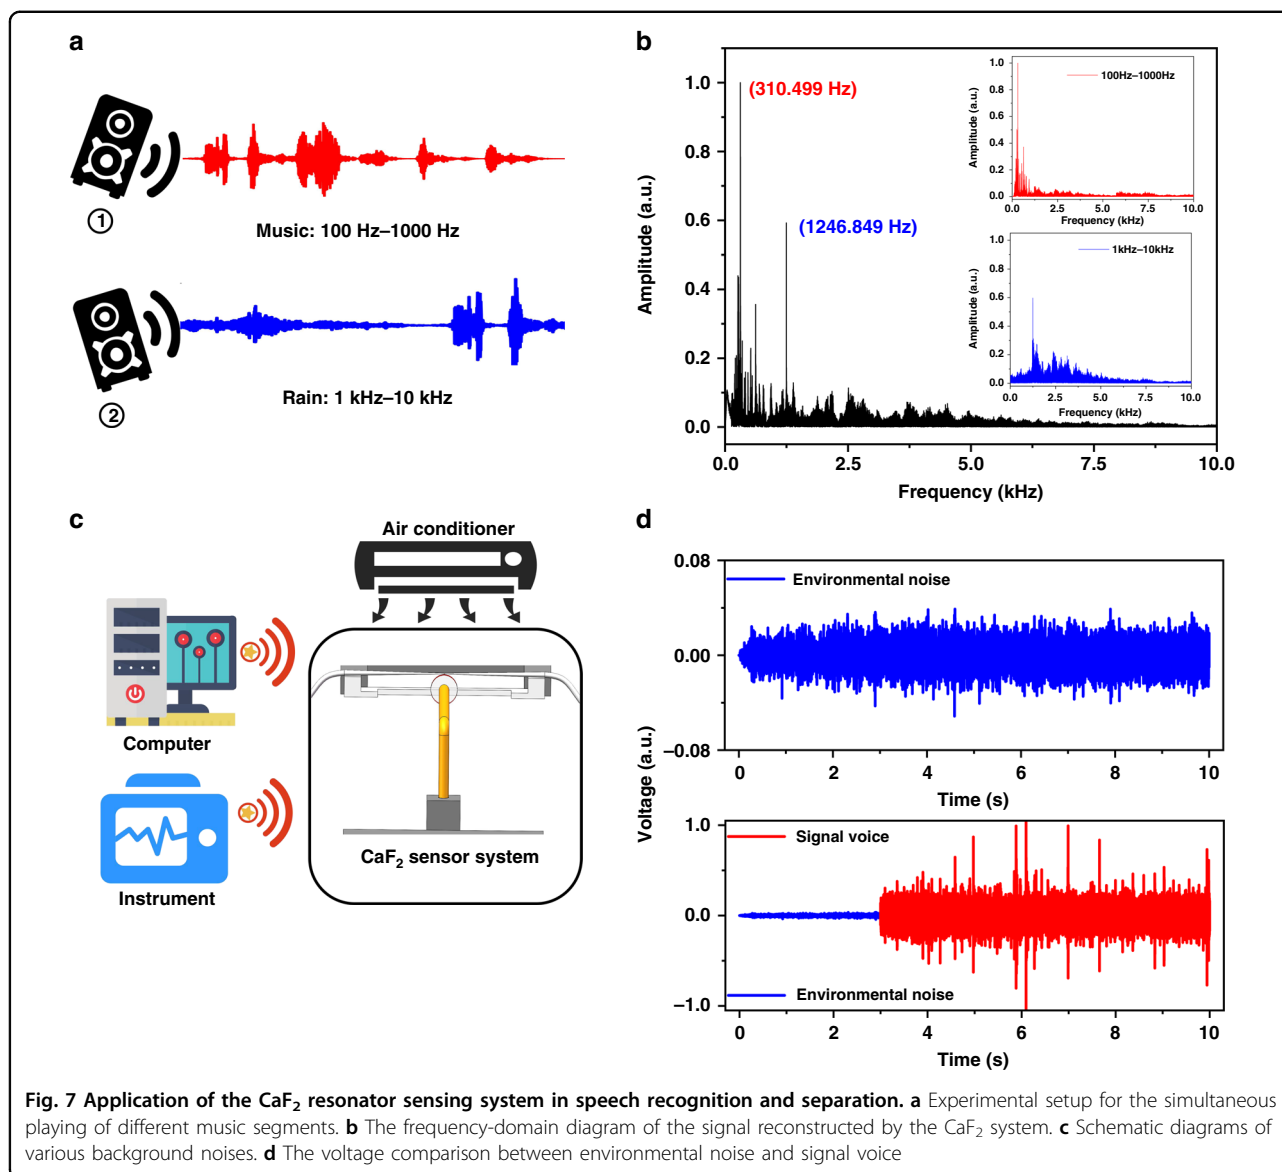 a
①
Music: 100 Hz–1000 Hz
②
Rain: 1 kHz–10 kHz
b
Amplitude (a.u.)
1.0
0.8
0.6
0.4
0.2
0.0
(310.499 Hz)
(1246.849 Hz)
0.0 2.5 5.0 7.5 10.0
Frequency (kHz)
Amplitude (a.u.)
1.0
0.8
0.6
0.4
0.2
0.0
100Hz–1000Hz
0.0 2.5 5.0 7.5 10.0
Frequency (kHz)
Amplitude (a.u.)
1.0
0.8
0.6
0.4
0.2
0.0
1kHz–10kHz
0.0 2.5 5.0 7.5 10.0
Frequency (kHz)
c
Air conditioner
Computer
Instrument
CaF₂ sensor system
d
Voltage (a.u.)
0.08
0.00
–0.08
Environmental noise
0 2 4 6 8 10
Time (s)
1.0
0.0
–1.0
Signal voice
Environmental noise
0 2 4 6 8 10
Time (s)
Fig. 7 Application of the CaF₂ resonator sensing system in speech recognition and separation. a Experimental setup for the simultaneous
playing of different music segments. b The frequency-domain diagram of the signal reconstructed by the CaF₂ system. c Schematic diagrams of
various background noises. d The voltage comparison between environmental noise and signal voice